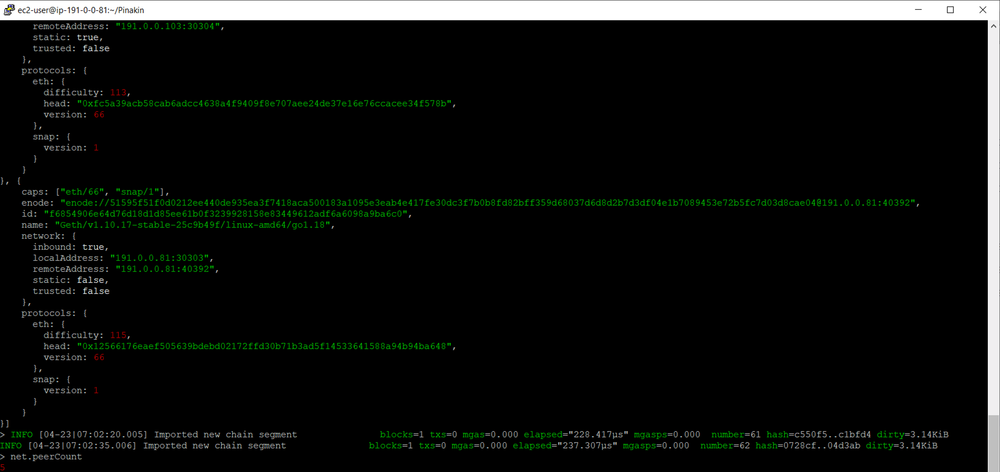 ec2-user@ip-191-0-0-81:~/Pinakin
remoteAddress: "191.0.0.103:30304",
static: true,
trusted: false
},
protocols: {
eth: {
difficulty: 113,
head: "0xfc5a39acb58cab6adcc4638a4f9409f8e707aee24de37e16e76ccacee34f578b",
version: 66
},
snap: {
version: 1
}
}
}, {
caps: ["eth/66", "snap/1"],
enode: "enode://51595f51f0d0212ee440de935ea3f7418aca500183a1095e3eab4e417fe30dc3f7b0b8fd82bff359d68037d6d8d2b7d3df04e1b7089453e72b5fc7d03d8cae04@191.0.0.81:40392",
id: "f6854906e64d76d18d1d85ee61b0f3239928158e83449612adf6a6098a9ba6c0",
name: "Geth/v1.10.17-stable-25c9b49f/linux-amd64/go1.18",
network: {
inbound: true,
localAddress: "191.0.0.81:30303",
remoteAddress: "191.0.0.81:40392",
static: false,
trusted: false
},
protocols: {
eth: {
difficulty: 115,
head: "0x12566176eaef505639bdebd02172ffd30b71b3ad5f14533641588a94b94ba648",
version: 66
},
snap: {
version: 1
}
}
}]
> INFO [04-23|07:02:20.005] Imported new chain segment blocks=1 txs=0 mgas=0.000 elapsed="228.417µs" mgasps=0.000 number=61 hash=c550f5..c1bfd4 dirty=3.14KiB
INFO [04-23|07:02:35.006] Imported new chain segment blocks=1 txs=0 mgas=0.000 elapsed="237.307µs" mgasps=0.000 number=62 hash=0728cf..04d3ab dirty=3.14KiB
> net.peerCount
5